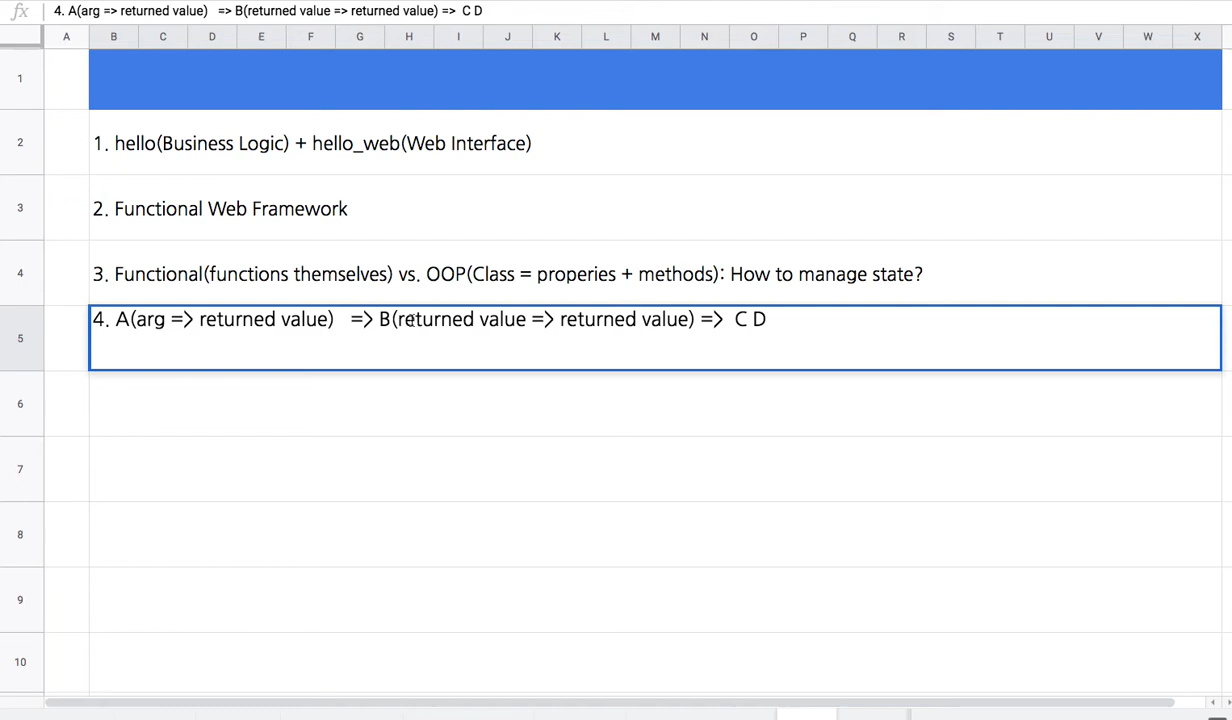 fx 4. A(arg => returned value)   => B(returned value => returned value) =>  C D
A B C D E F G H I J K L M N O P Q R S T U V W X
1
2 1. hello(Business Logic) + hello_web(Web Interface)
3 2. Functional Web Framework
4 3. Functional(functions themselves) vs. OOP(Class = properies + methods): How to manage state?
5 4. A(arg => returned value)   => B(returned value => returned value) =>  C D
6
7
8
9
10